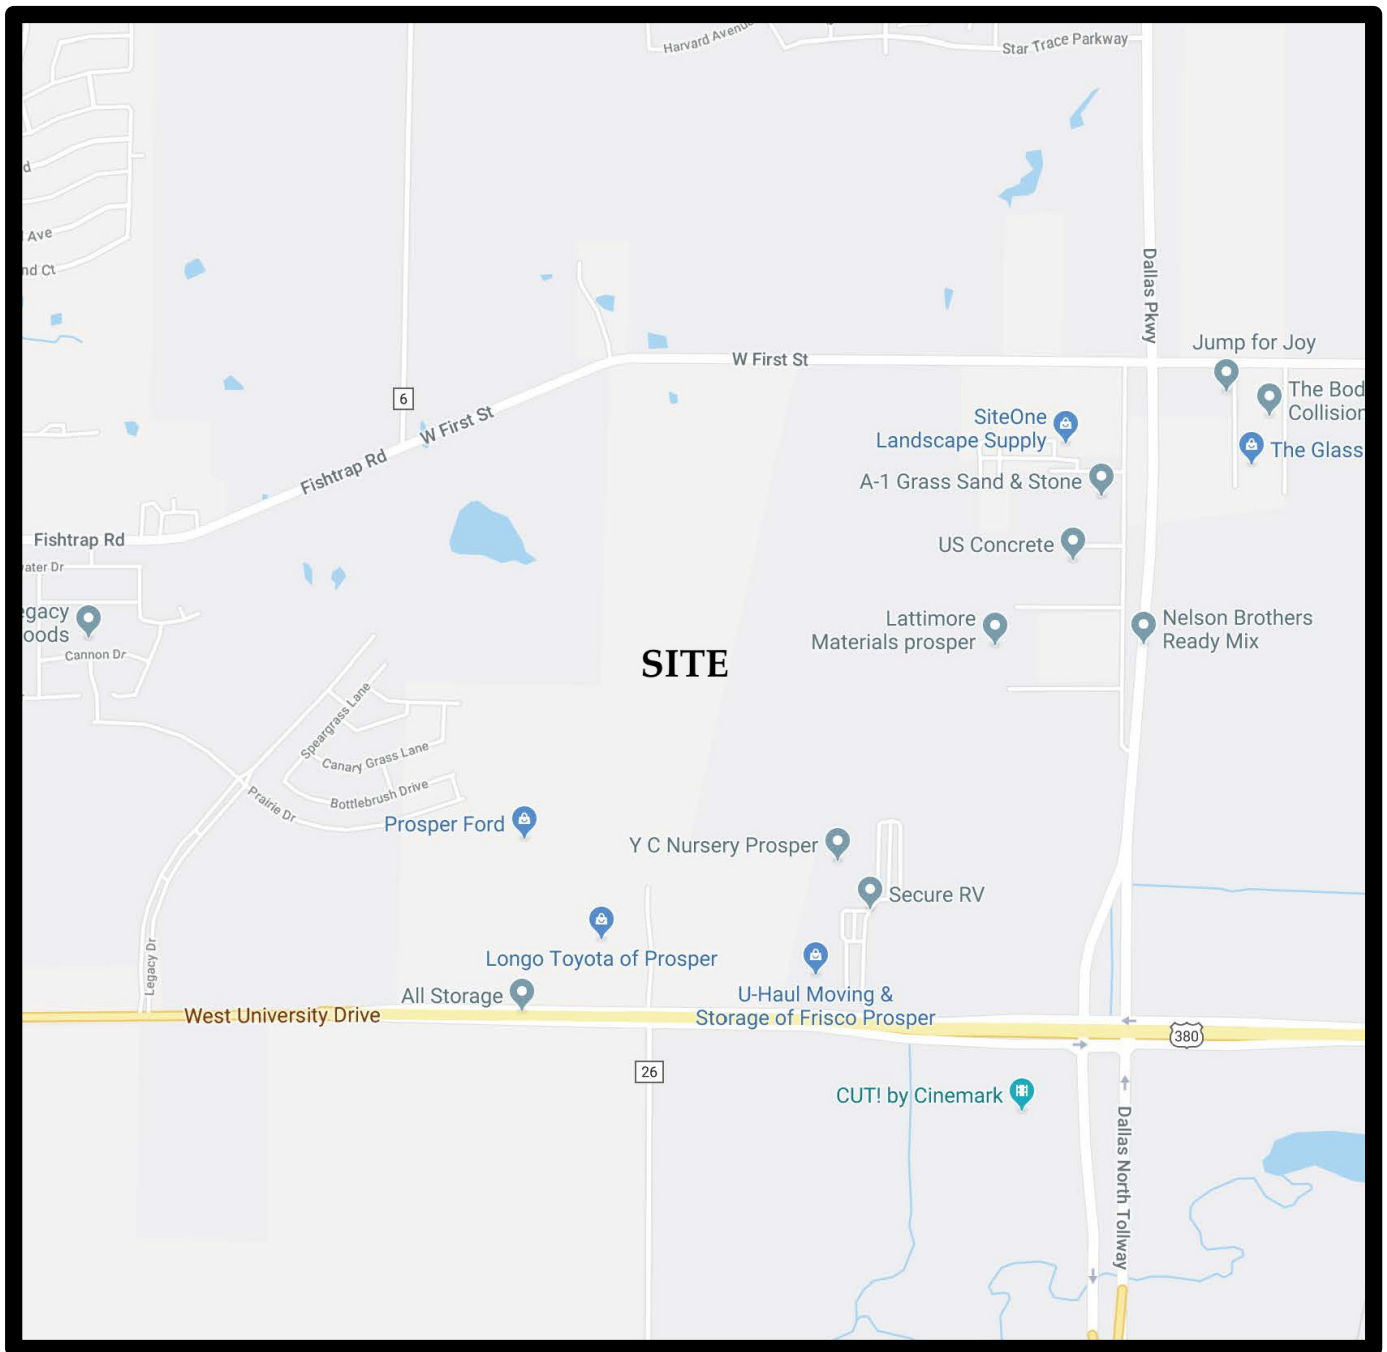 Harvard Avenue
Star Trace Parkway
Ave
nd Ct
Dallas Pkwy
Jump for Joy
W First St
6
The Bod
Collision
SiteOne
Landscape Supply
W First St
The Glass
Fishtrap Rd
A-1 Grass Sand & Stone
Fishtrap Rd
US Concrete
ater Dr
egacy
oods
Lattimore
Materials prosper
Nelson Brothers
Ready Mix
Cannon Dr
SITE
Speargrass Lane
Canary Grass Lane
Bottlebrush Drive
Prairie Dr
Prosper Ford
Y C Nursery Prosper
Secure RV
Legacy Dr
Longo Toyota of Prosper
All Storage
U-Haul Moving &
Storage of Frisco Prosper
West University Drive
380
26
CUT! by Cinemark
Dallas North Tollway